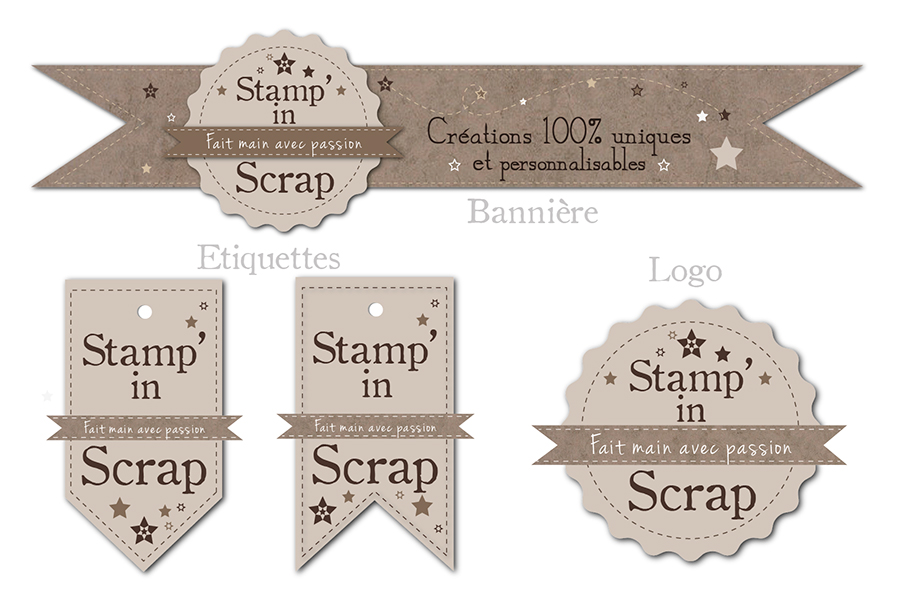 Stamp'
in
Fait main avec passion
Scrap
Créations 100% uniques
et personnalisables
Bannière
Etiquettes
Logo
Stamp'
in
Fait main avec passion
Scrap
Stamp'
in
Fait main avec passion
Scrap
Stamp'
in
Fait main avec passion
Scrap